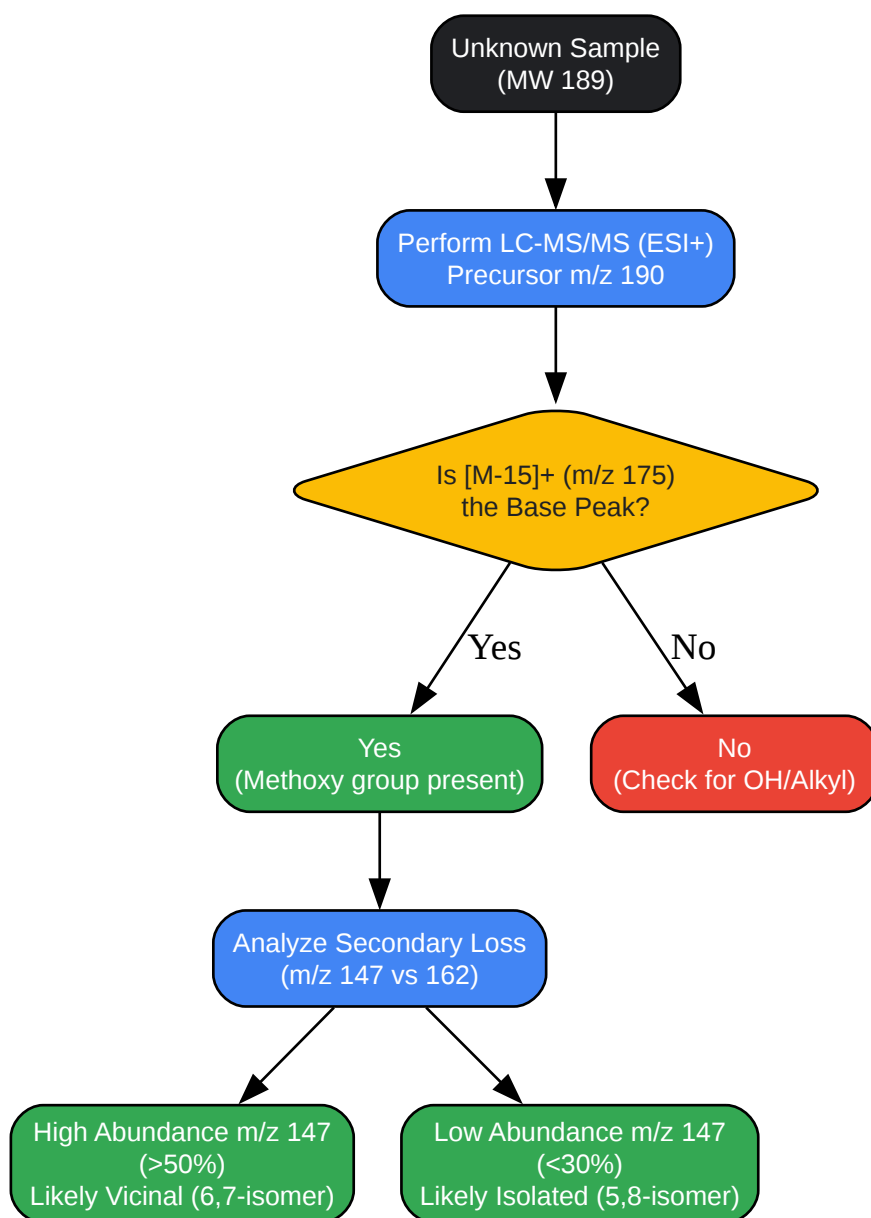 Unknown Sample
(MW 189)
Perform LC-MS/MS (ESI+)
Precursor m/z 190
Is [M-15]+ (m/z 175)
the Base Peak?
Yes
No
Yes
(Methoxy group present)
No
(Check for OH/Alkyl)
Analyze Secondary Loss
(m/z 147 vs 162)
High Abundance m/z 147
(>50%)
Likely Vicinal (6,7-isomer)
Low Abundance m/z 147
(<30%)
Likely Isolated (5,8-isomer)